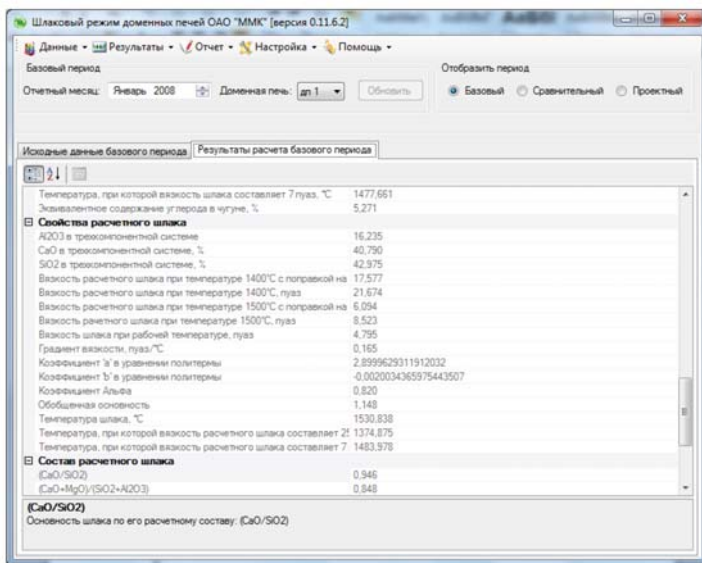 Шлаковый режим доменных печей ОАО "ММК" [версия 0.11.6.2]
Данные Результаты Отчет Настройка Помощь
Базовый период Отобразить период
Отчетный месяц: Январь 2008 Доменная печь: дп 1 Обновить Базовый Сравнительный Проектный
Исходные данные базового периода Результаты расчета базового периода
Температура, при которой вязкость шлака составляет 7 пуаз, °С 1477,661
Эквивалентное содержание углерода в чугуне, % 5,271
Свойства расчетного шлака
Al2O3 в трехкомпонентной системе 16,235
CaO в трехкомпонентной системе, % 40,790
SiO2 в трехкомпонентной системе, % 42,975
Вязкость расчетного шлака при температуре 1400°С с поправкой на 17,577
Вязкость расчетного шлака при температуре 1400°С, пуаз 21,674
Вязкость расчетного шлака при температуре 1500°С с поправкой на 6,094
Вязкость рачетного шлака при температуре 1500°С, пуаз 8,523
Вязкость шлака при рабочей температуре, пуаз 4,795
Градиент вязкости, пуаз/°С 0,165
Коэффициент 'a' в уравнении политермы 2,8999629311912032
Коэффициент 'b' в уравнении политермы -0,0020034365975443507
Коэффициент Альфа 0,820
Обобщенная основность 1,148
Температура шлака, °С 1530,838
Температура, при которой вязкость расчетного шлака составляет 25 1374,875
Температура, при которой вязкость расчетного шлака составляет 7 1483,978
Состав расчетного шлака
(CaO/SiO2) 0,946
(CaO+MgO)/(SiO2+Al2O3) 0,848
(CaO/SiO2)
Основность шлака по его расчетному составу: (CaO/SiO2)